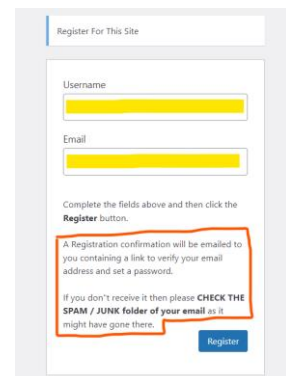 Register For This Site
Username
Email
Complete the fields above and then click the
Register button.
A Registration confirmation will be emailed to
you containing a link to verify your email
address and set a password.
If you don"t receive it then please CHECK THE
SPAM / JUNK folder of your email as it
might have gone there.
Register